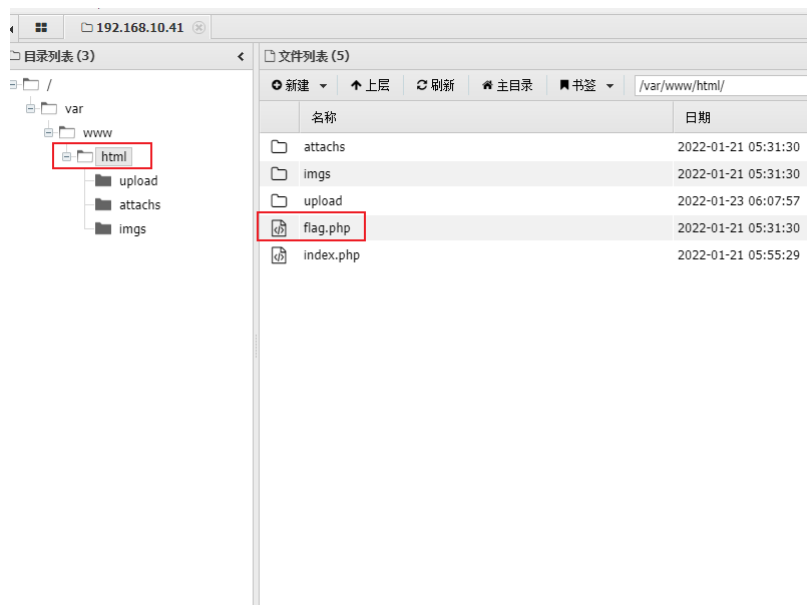 192.168.10.41
目录列表 (3)
文件列表 (5)
新建 上层 刷新 主目录 书签 /var/www/html/
/
var
www
html
upload
attachs
imgs
名称 日期
attachs 2022-01-21 05:31:30
imgs 2022-01-21 05:31:30
upload 2022-01-23 06:07:57
flag.php 2022-01-21 05:31:30
index.php 2022-01-21 05:55:29